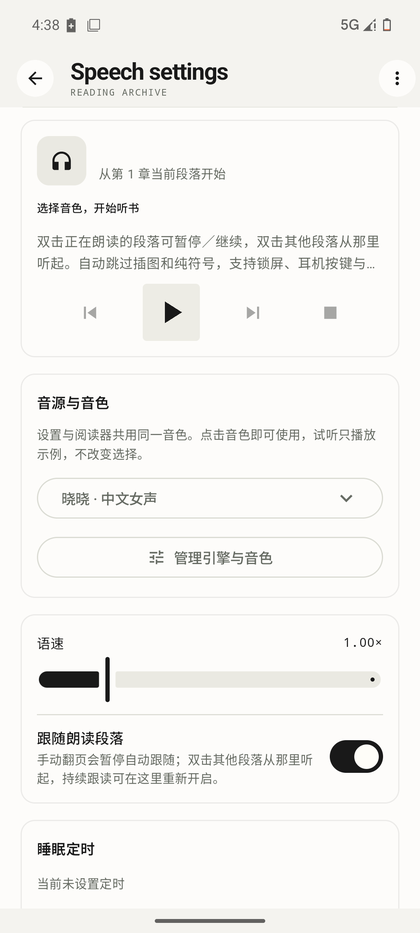 4:38
5G
Speech settings
READING ARCHIVE
从第 1 章当前段落开始
选择音色，开始听书
双击正在朗读的段落可暂停／继续，双击其他段落从那里
听起。自动跳过插图和纯符号，支持锁屏、耳机按键与…
音源与音色
设置与阅读器共用同一音色。点击音色即可使用，试听只播放
示例，不改变选择。
晓晓 · 中文女声
管理引擎与音色
语速
1.00×
跟随朗读段落
手动翻页会暂停自动跟随；双击其他段落从那里听
起，持续跟读可在这里重新开启。
睡眠定时
当前未设置定时